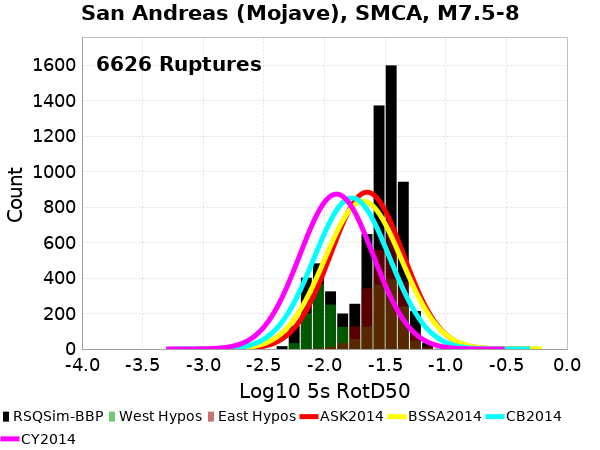 San Andreas (Mojave), SMCA, M7.5-8
6626 Ruptures
Count
1600
1400
1200
1000
800
600
400
200
0
-4.0 -3.5 -3.0 -2.5 -2.0 -1.5 -1.0 -0.5 0.0
Log10 5s RotD50
RSQSim-BBP West Hypos East Hypos ASK2014 BSSA2014 CB2014
CY2014